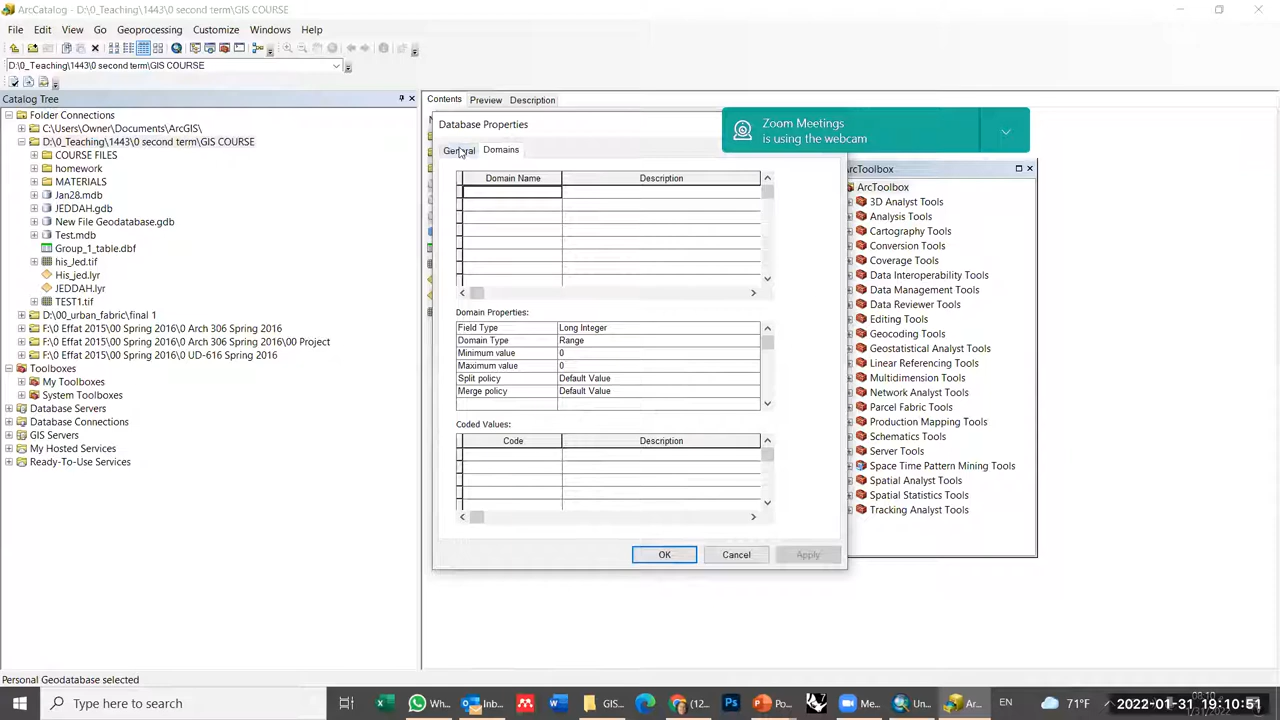 ArcCatalog - D:\0_Teaching\1443\0 second term\GIS COURSE
File Edit View Go Geoprocessing Customize Windows Help
D:\0_Teaching\1443\0 second term\GIS COURSE
Catalog Tree
Folder Connections
C:\Users\Owner\Documents\ArcGIS\
D:\0_Teaching\1443\0 second term\GIS COURSE
COURSE FILES
homework
MATERIALS
Jan28.mdb
JEDDAH.gdb
New File Geodatabase.gdb
Test.mdb
Group_1_table.dbf
his_Jed.tif
His_jed.lyr
JEDDAH.lyr
TEST1.tif
D:\00_urban_fabric\final 1
F:\0 Effat 2015\00 Spring 2016\0 Arch 306 Spring 2016
F:\0 Effat 2015\00 Spring 2016\0 Arch 306 Spring 2016\00 Project
F:\0 Effat 2015\00 Spring 2016\0 UD-616 Spring 2016
Toolboxes
My Toolboxes
System Toolboxes
Database Servers
Database Connections
GIS Servers
My Hosted Services
Ready-To-Use Services
Contents Preview Description
Database Properties
General Domains
Domain Name Description
Domain Properties:
Field Type Long Integer
Domain Type Range
Minimum value 0
Maximum value 0
Split policy Default Value
Merge policy Default Value
Coded Values:
Code Description
OK Cancel Apply
Zoom Meetings
is using the webcam
ArcToolbox
3D Analyst Tools
Analysis Tools
Cartography Tools
Conversion Tools
Coverage Tools
Data Interoperability Tools
Data Management Tools
Data Reviewer Tools
Editing Tools
Geocoding Tools
Geostatistical Analyst Tools
Linear Referencing Tools
Multidimension Tools
Network Analyst Tools
Parcel Fabric Tools
Production Mapping Tools
Schematics Tools
Server Tools
Space Time Pattern Mining Tools
Spatial Analyst Tools
Spatial Statistics Tools
Tracking Analyst Tools
Personal Geodatabase selected
Type here to search
Wh... Inb... GIS (12... Po... Me... Un... Ar... EN 71°F
2022-01-31 19:10:51